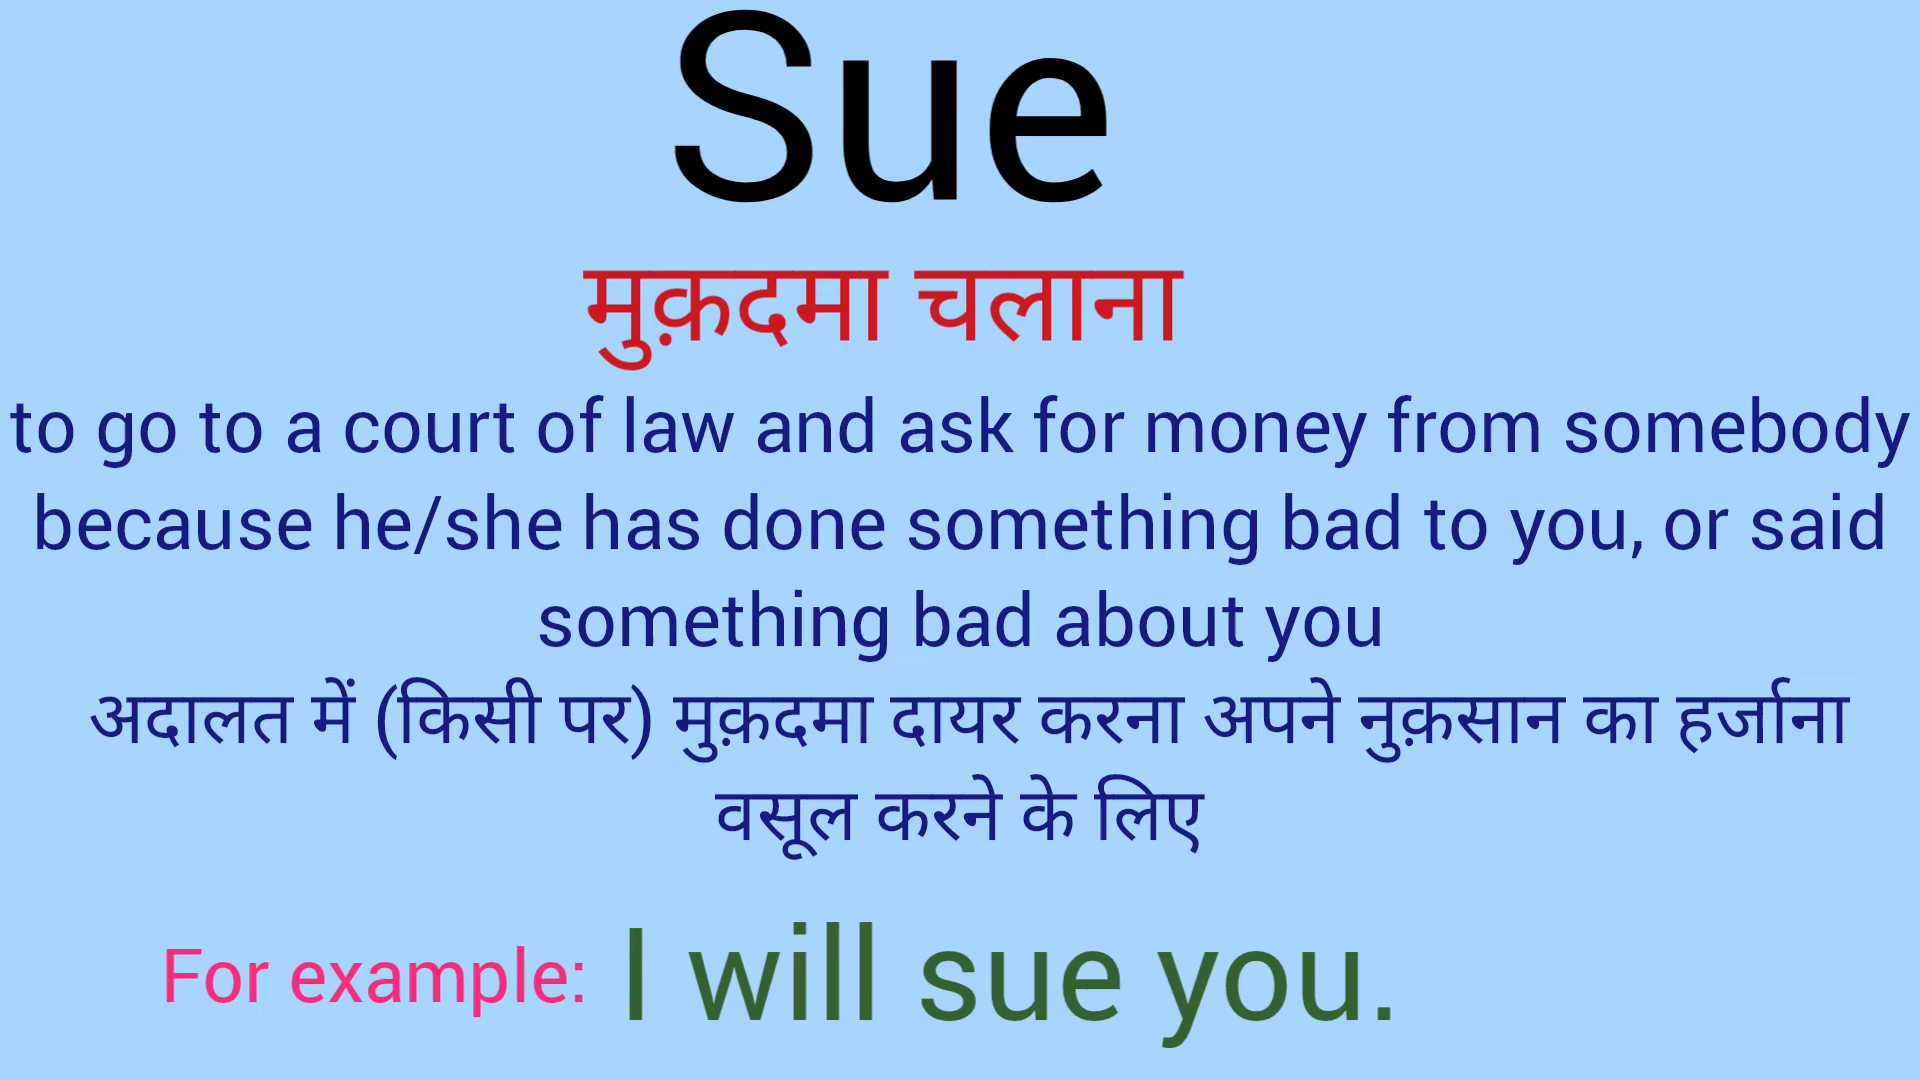 Sue
मुक़दमा चलाना
to go to a court of law and ask for money from somebody
because he/she has done something bad to you, or said
something bad about you
अदालत में (किसी पर) मुक़दमा दायर करना अपने नुक़सान का हर्जाना
वसूल करने के लिए
For example: I will sue you.